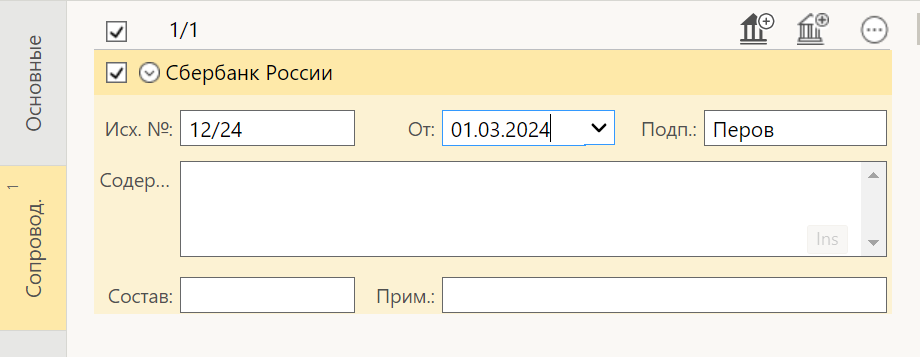 Основные
1
Сопровод.
1/1
Сбербанк России
Исх. №: 12/24 От: 01.03.2024 Подп.: Перов
Содер...
Ins
Состав: Прим.: